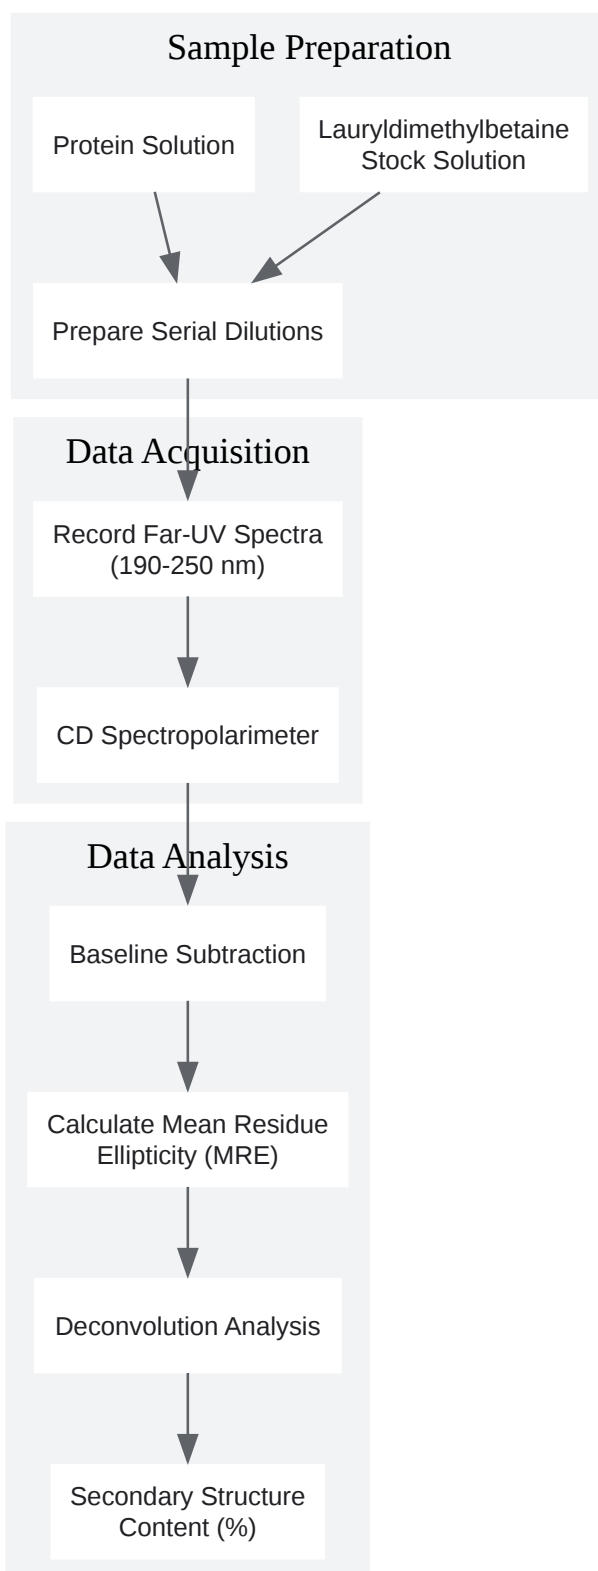 Sample Preparation
Protein Solution
Lauryldimethylbetaine
Stock Solution
Prepare Serial Dilutions
Data Acquisition
Record Far-UV Spectra
(190-250 nm)
CD Spectropolarimeter
Data Analysis
Baseline Subtraction
Calculate Mean Residue
Ellipticity (MRE)
Deconvolution Analysis
Secondary Structure
Content (%)